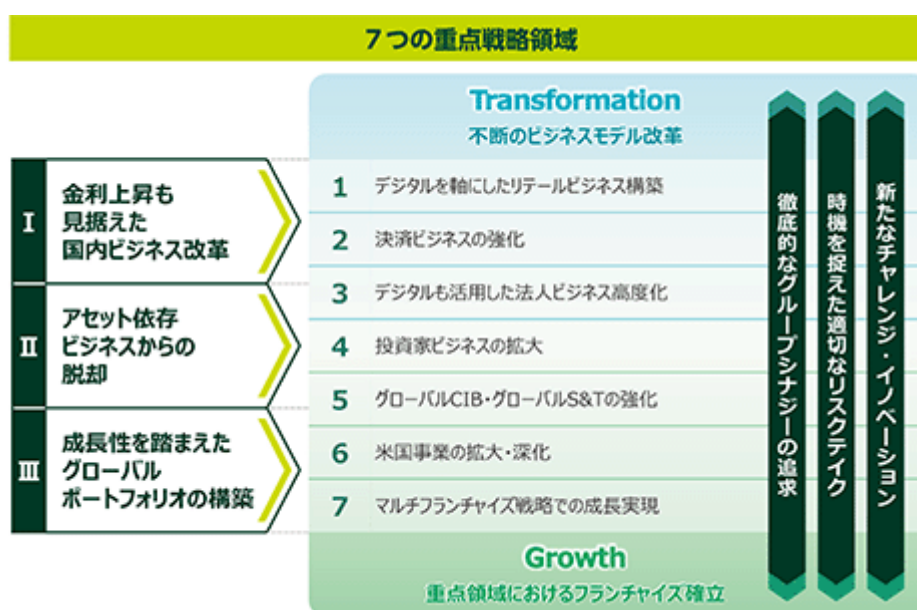 7つの重点戦略領域
Transformation
不断のビジネスモデル改革
Ⅰ
金利上昇も
見据えた
国内ビジネス改革
Ⅱ
アセット依存
ビジネスからの
脱却
Ⅲ
成長性を踏まえた
グローバル
ポートフォリオの構築
1 デジタルを軸にしたリテールビジネス構築
2 決済ビジネスの強化
3 デジタルも活用した法人ビジネス高度化
4 投資家ビジネスの拡大
5 グローバルCIB・グローバルS&Tの強化
6 米国事業の拡大・深化
7 マルチフランチャイズ戦略での成長実現
Growth
重点領域におけるフランチャイズ確立
徹底的なグループシナジーの追求
時機を捉えた適切なリスクテイク
新たなチャレンジ・イノベーション